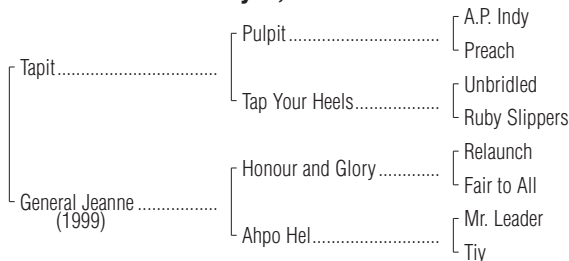 A.P. Indy
Pulpit
Preach
Tapit
Unbridled
Tap Your Heels
Ruby Slippers
Relaunch
Honour and Glory
Fair to All
General Jeanne
(1999)
Mr. Leader
Ahpo Hel
Tiy